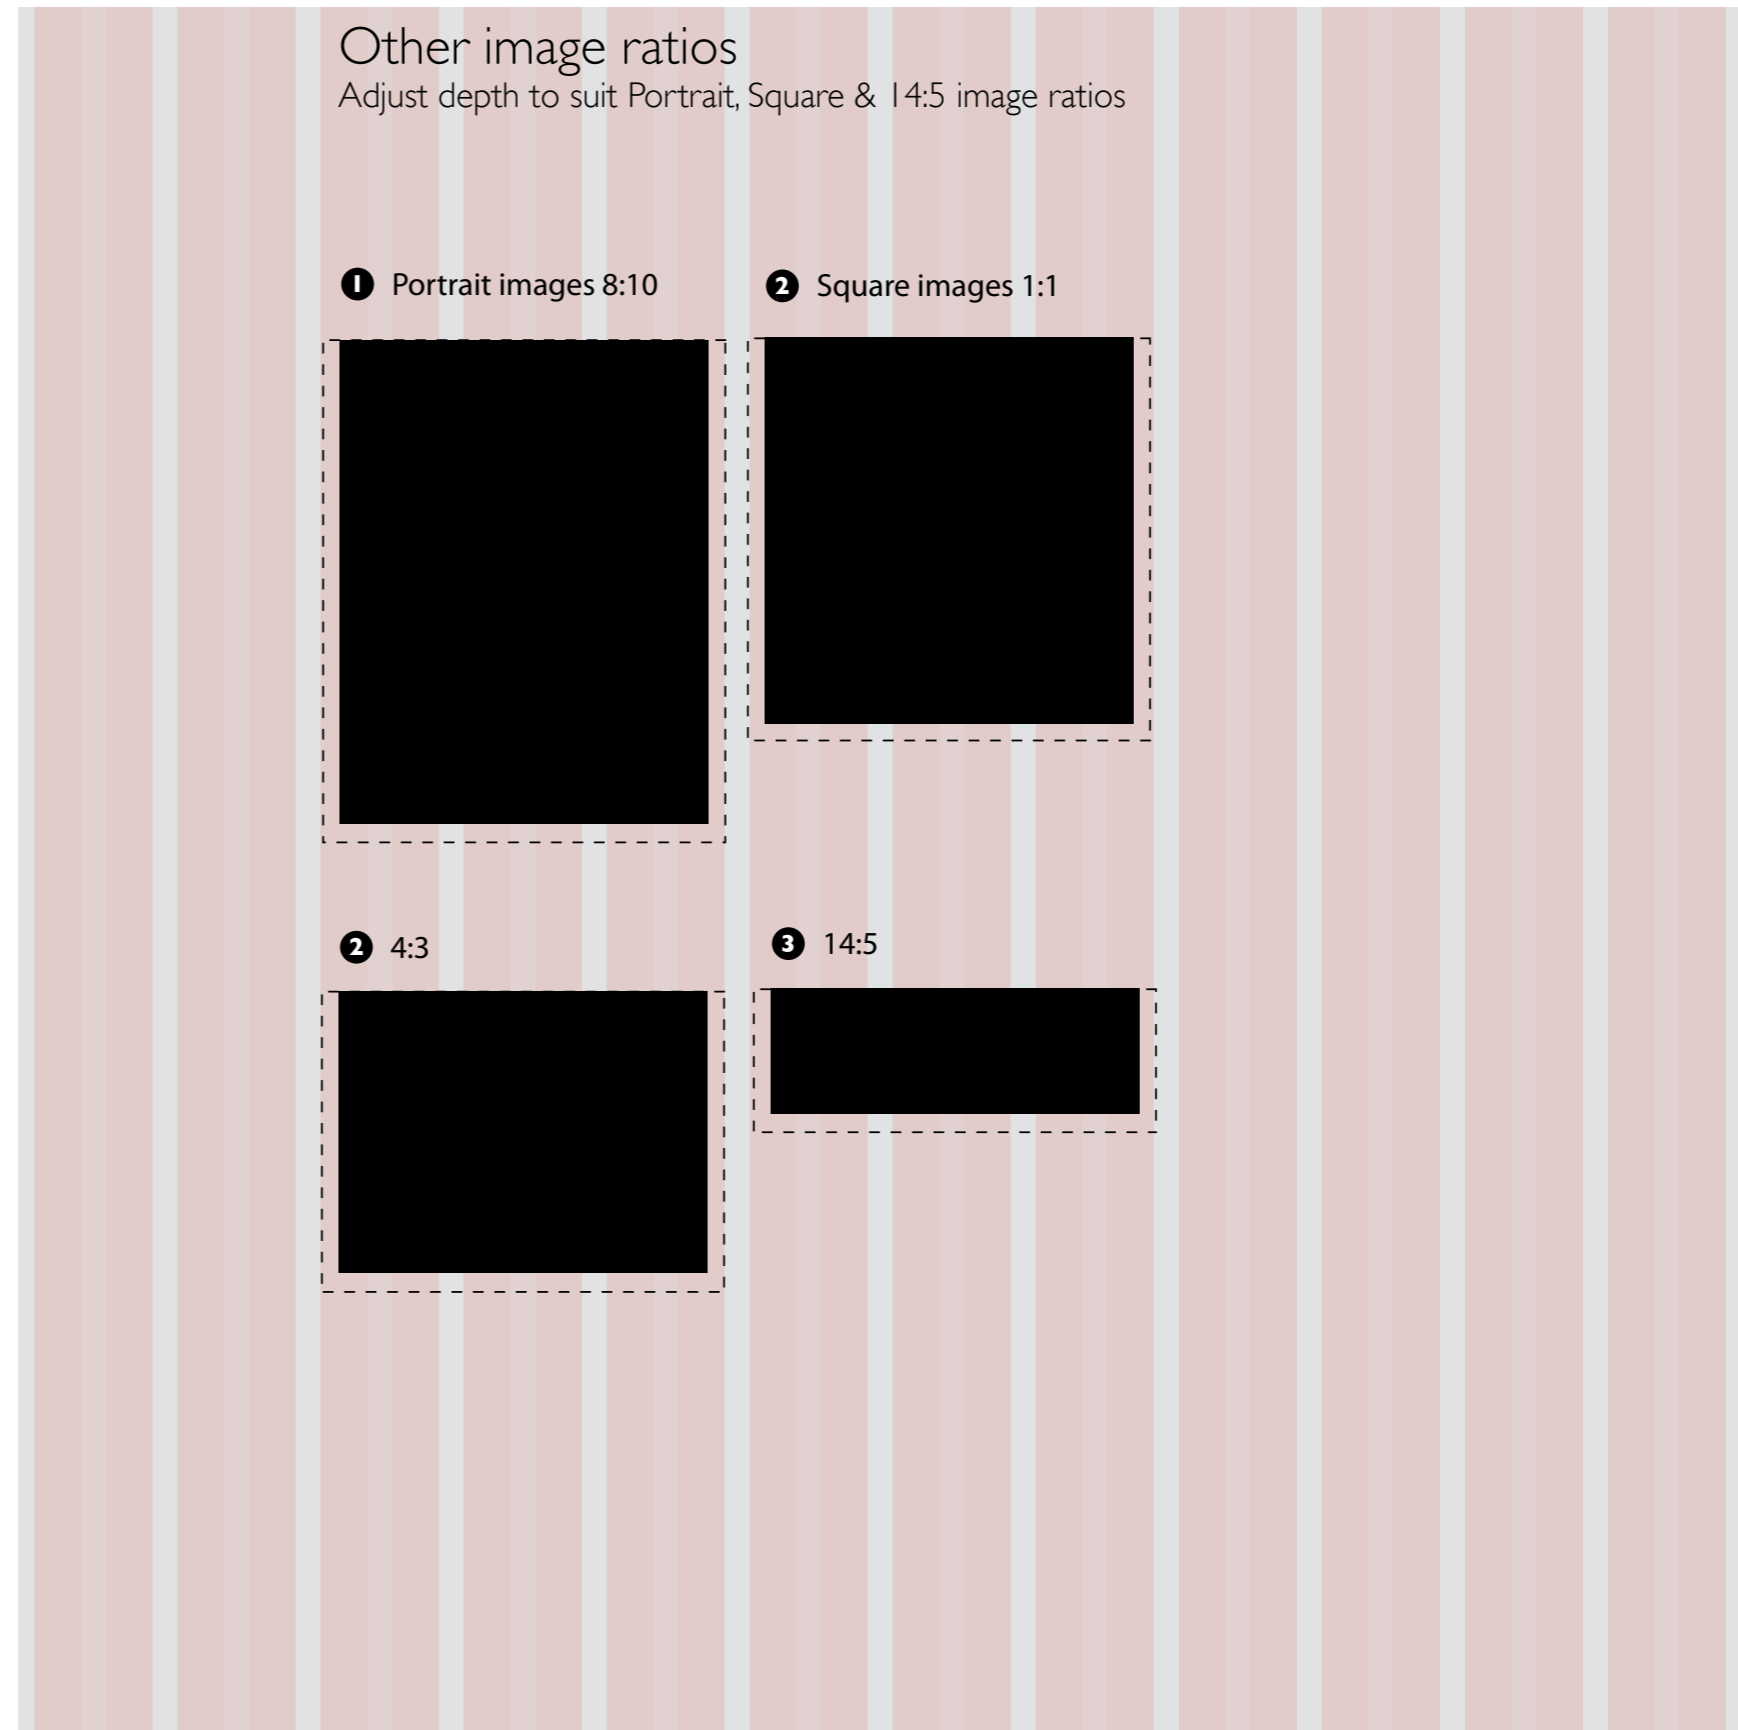 Other image ratios
Adjust depth to suit Portrait, Square & 14:5 image ratios
1 Portrait images 8:10
2 Square images 1:1
2 4:3
3 14:5